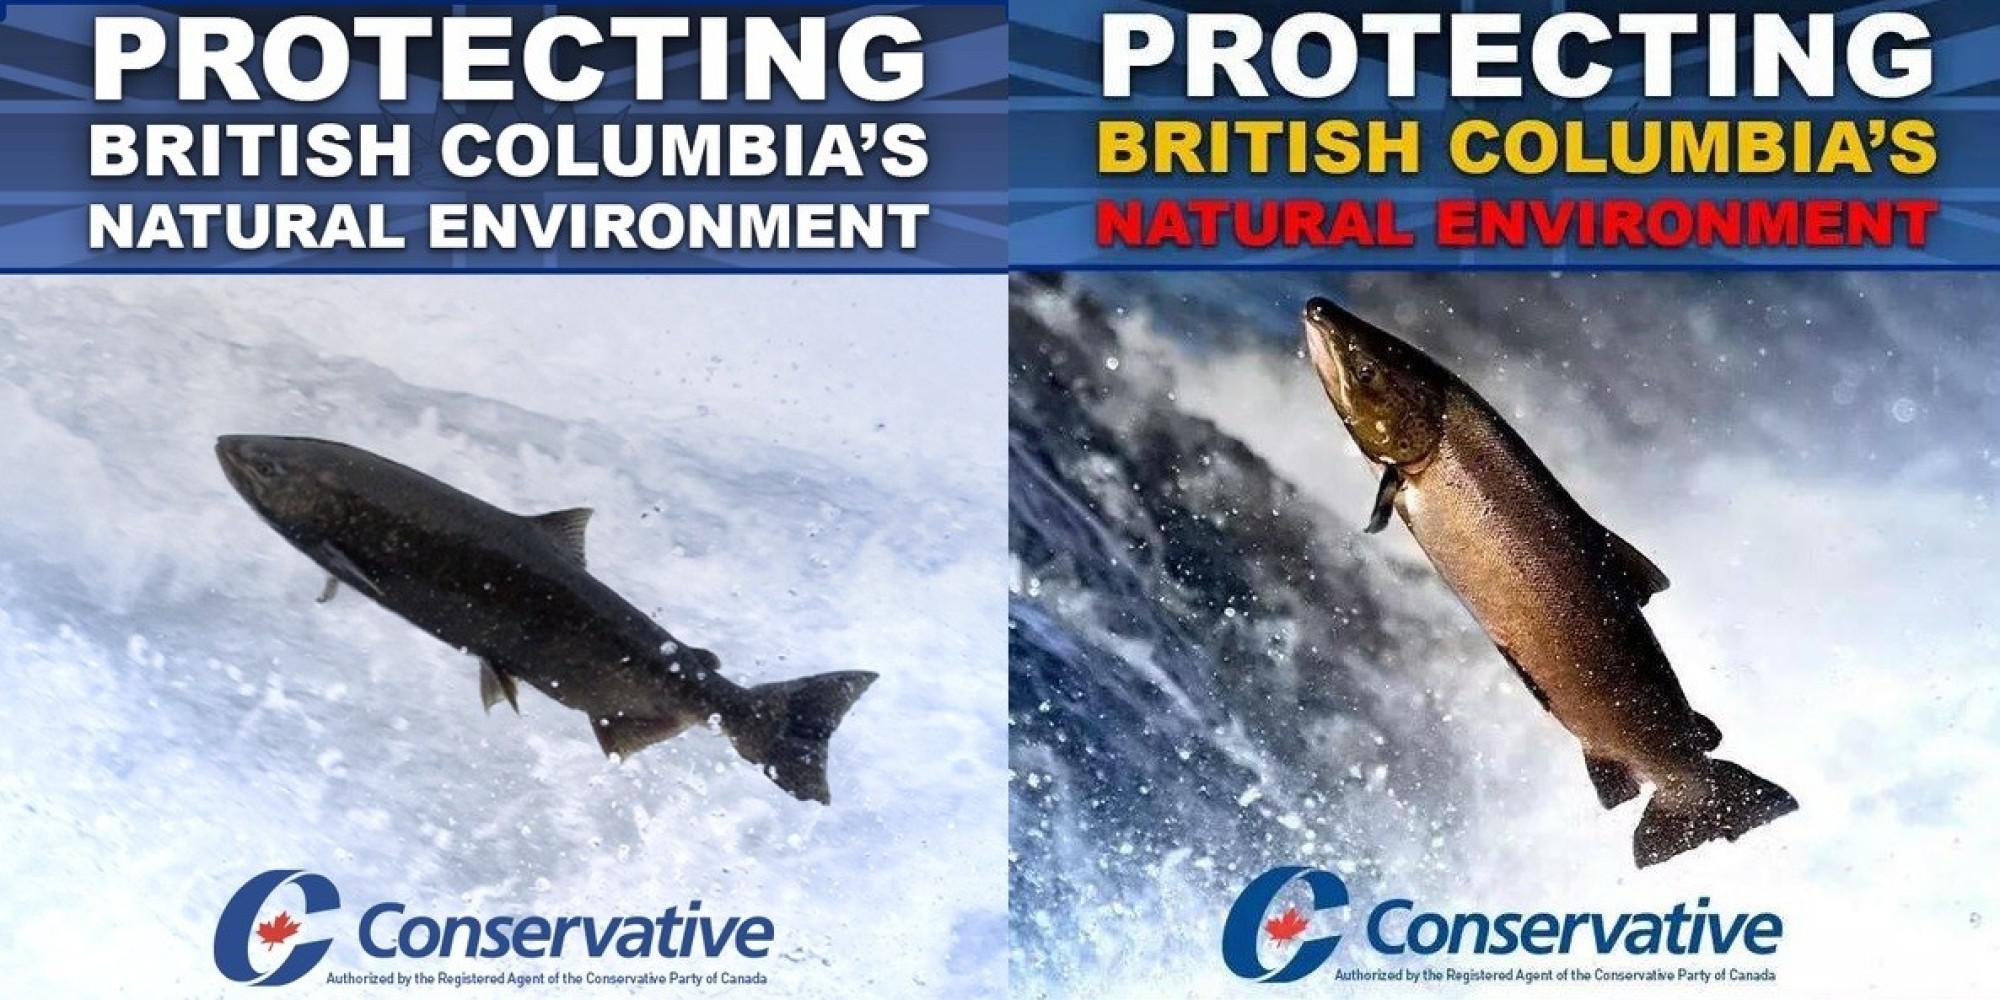 PROTECTING
BRITISH COLUMBIA'S
NATURAL ENVIRONMENT
Conservative
Authorized by the Registered Agent of the Conservative Party of Canada
PROTECTING
BRITISH COLUMBIA'S
NATURAL ENVIRONMENT
Conservative
Authorized by the Registered Agent of the Conservative Party of Canada